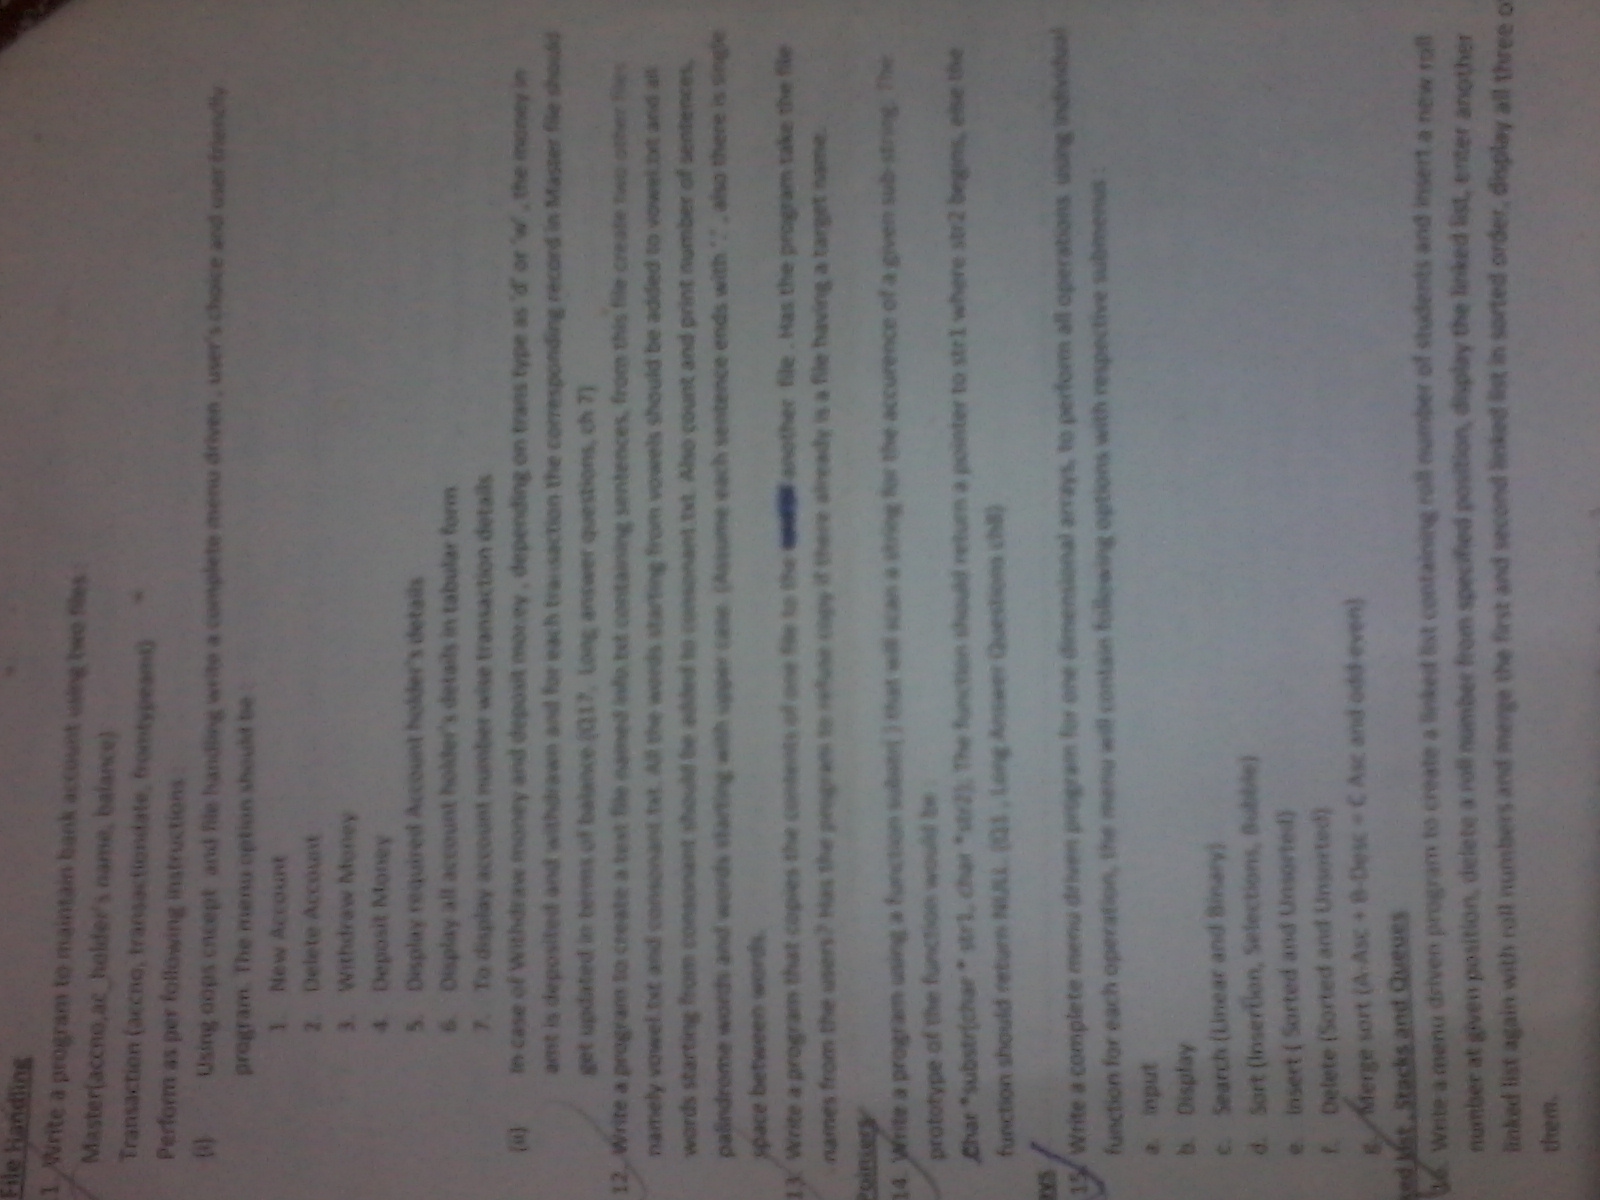 File Handling
1. Write a program to maintain bank account using two files :
Master(accno,ac_holder's name, balance)
Transaction (accno, transactiondate, fromtypeamt)
Perform as per following instructions :
(i) Using oops cncept and file handling write a complete menu driven , user's choice and user friendly
program. The menu option should be :
1. New Account
2. Delete Account
3. Withdraw Money
4. Deposit Money
5. Display required Account holder's details
6. Display all account holder's details in tabular form
7. To display account number wise transaction details
(ii) In case of Withdraw money and deposit money , depending on trans type as 'd' or 'w' , the money in
amt is deposited and withdrawn and for each transaction the corresponding record in Master file should
get updated in terms of balance.(Q17, Long answer questions, ch 7)
12. Write a program to create a text file named info.txt containing sentences, from this file create two other files
namely vowel.txt and consonant.txt. All the words starting from vowels should be added to vowel.txt and all
words starting from consonant should be added to consonant.txt. Also count and print number of sentences,
palindrome words and words starting with upper case. (Assume each sentence ends with '.' , also there is single
space between words.
13. Write a program that copies the contents of one file to the another file . Has the program take the file
names from the users? Has the program to refuse copy if there already is a file having a target name.
Pointers
14. Write a program using a function substr( ) that will scan a string for the accurence of a given sub-string. The
prototype of the function would be :
Char *substr(char * str1, char *str2); The function should return a pointer to str1 where str2 begins, else the
function should return NULL. (Q1 , Long Answer Questions ch8)
ays
15. Write a complete menu driven program for one dimensional arrays, to perform all operations using individual
function for each operation, the menu will contain following options with respective submenus :
a. input
b. Display
c. Search (Linear and Binary)
d. Sort (Insertion, Selections, Bubble)
e. Insert ( Sorted and Unsorted)
f. Delete (Sorted and Unsorted)
g. Merge sort (A-Asc + B-Desc = C Asc and odd-even)
ked List , Stacks and Queues
16. Write a menu driven program to create a linked list containing roll number of students and insert a new roll
number at given position, delete a roll number from specified position, display the linked list, enter another
linked list again with roll numbers and merge the first and second linked list in sorted order, display all three o
them.